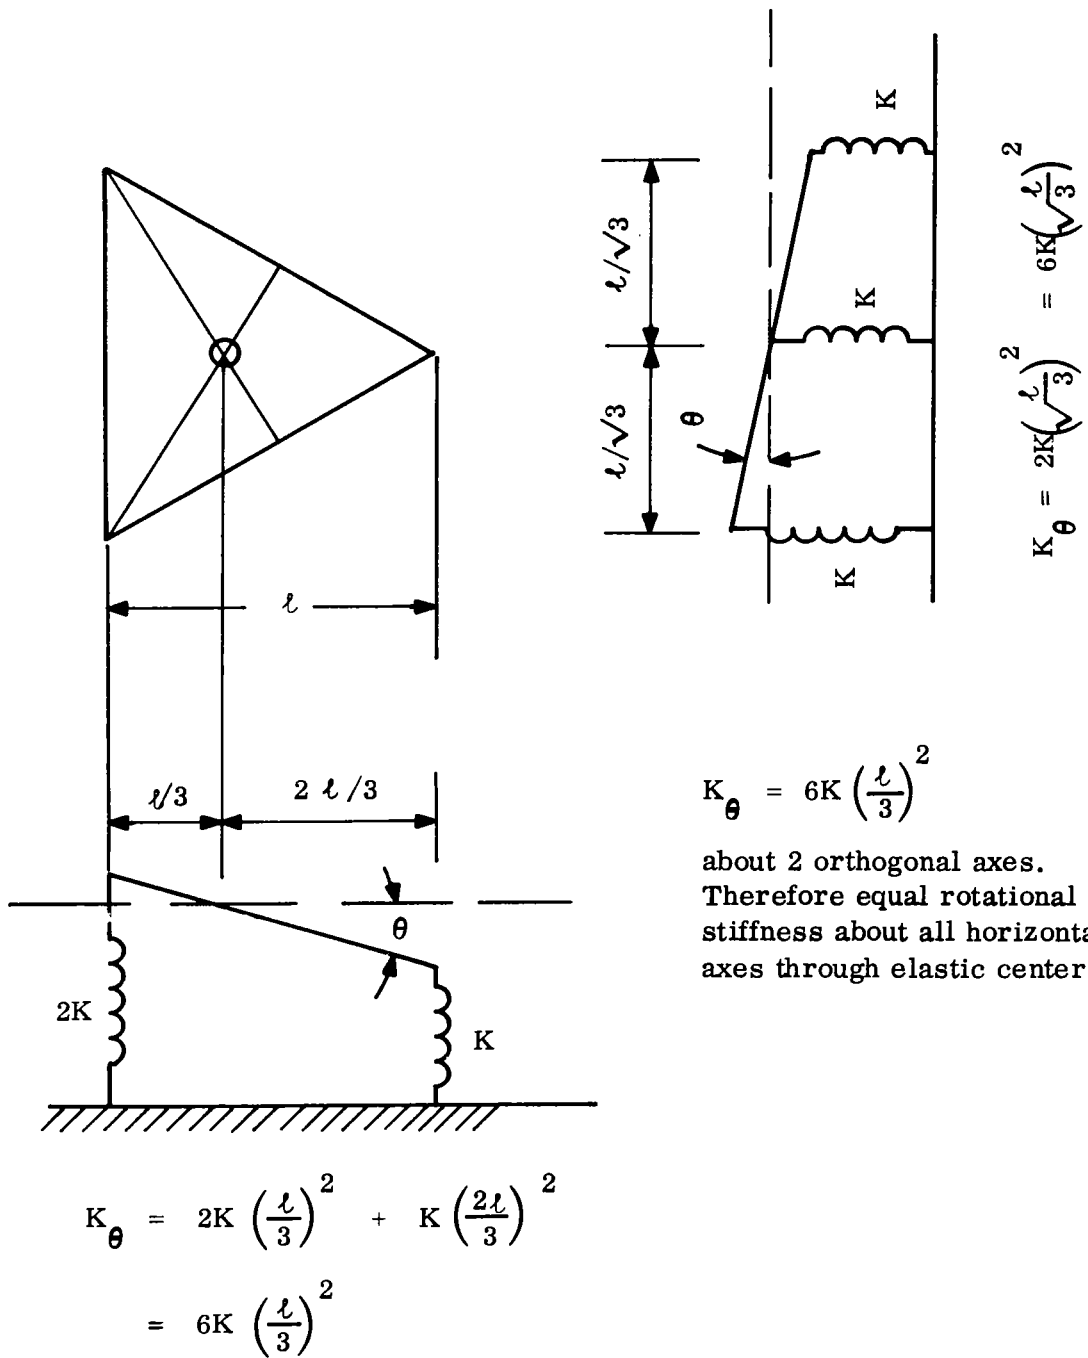 K
ℓ/√3
K
ℓ/√3
θ
K
K_θ = 2K(ℓ/√3)² = 6K(ℓ/√3)²
ℓ
ℓ/3
2 ℓ/3
θ
2K
K
K_θ = 6K (ℓ/3)²
about 2 orthogonal axes.
Therefore equal rotational
stiffness about all horizonta
axes through elastic center
K_θ = 2K (ℓ/3)² + K (2ℓ/3)²
= 6K (ℓ/3)²